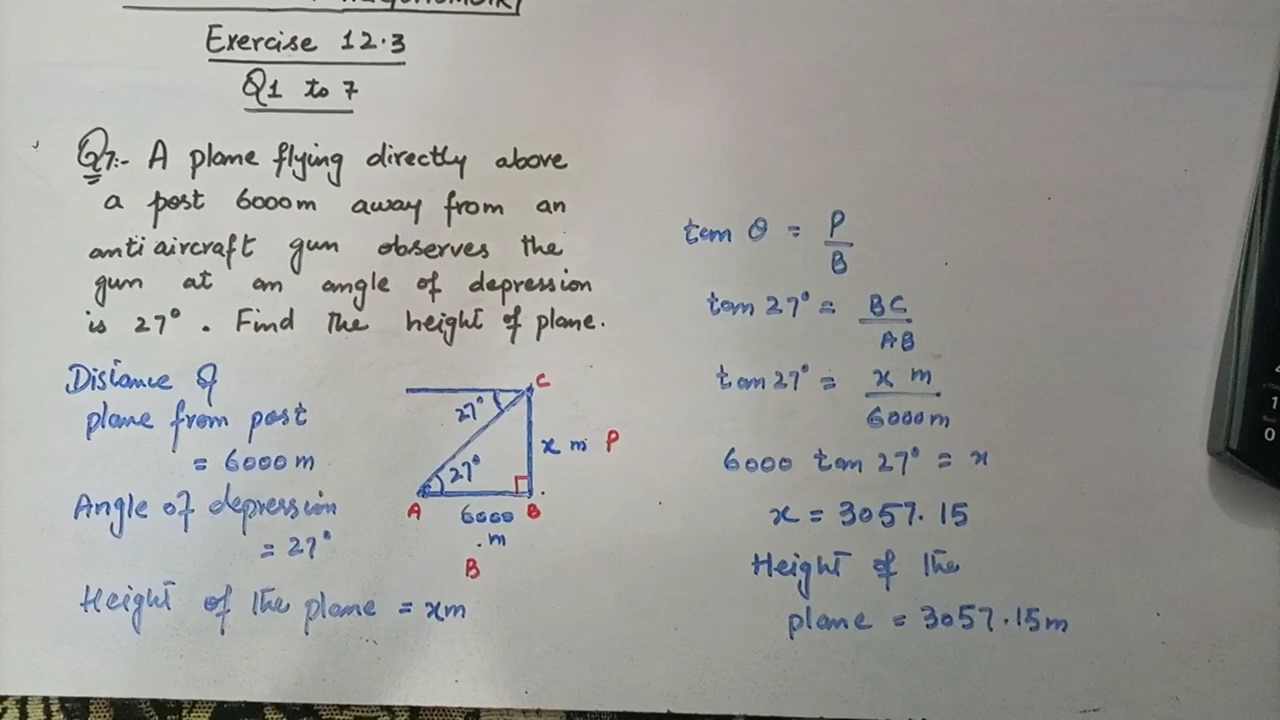 Exercise 12.3
Q1 to 7
Q7:- A plane flying directly above
a post 6000m away from an
anti aircraft gun observes the
gun at an angle of depression
is 27°. Find the height of plane.
Distance of
plane from post
= 6000m
Angle of depression
= 27°
Height of the plane = xm
C
27°
x m P
27°
A 6000 B
m
B
tan θ = P
B
tan 27° = BC
AB
tan 27° = x m
6000m
6000 tan 27° = x
x = 3057.15
Height of the
plane = 3057.15m